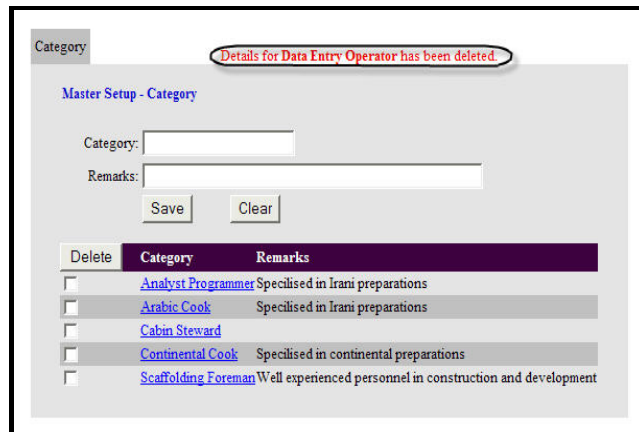 Category
Details for Data Entry Operator has been deleted.
Master Setup - Category
Category:
Remarks:
Save Clear
Delete Category Remarks
Analyst Programmer Specilised in Irani preparations
Arabic Cook Specilised in Irani preparations
Cabin Steward
Continental Cook Specilised in continental preparations
Scaffolding Foreman Well experienced personnel in construction and development